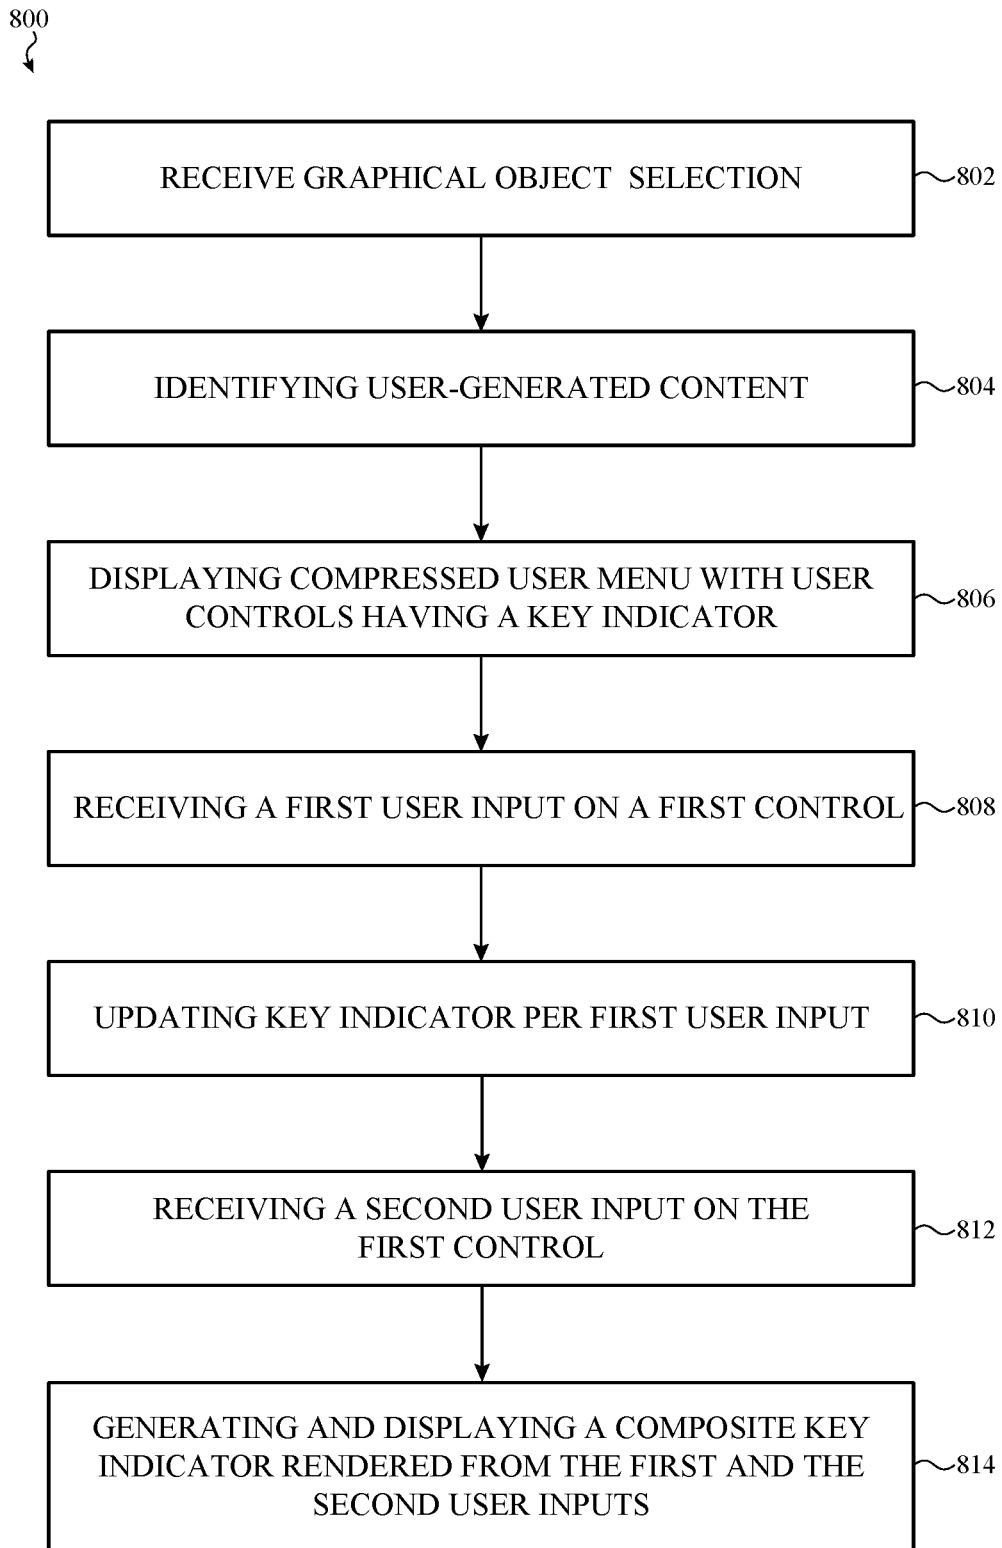 800
RECEIVE GRAPHICAL OBJECT SELECTION
802
IDENTIFYING USER-GENERATED CONTENT
804
DISPLAYING COMPRESSED USER MENU WITH USER
CONTROLS HAVING A KEY INDICATOR
806
RECEIVING A FIRST USER INPUT ON A FIRST CONTROL
808
UPDATING KEY INDICATOR PER FIRST USER INPUT
810
RECEIVING A SECOND USER INPUT ON THE
FIRST CONTROL
812
GENERATING AND DISPLAYING A COMPOSITE KEY
INDICATOR RENDERED FROM THE FIRST AND THE
SECOND USER INPUTS
814